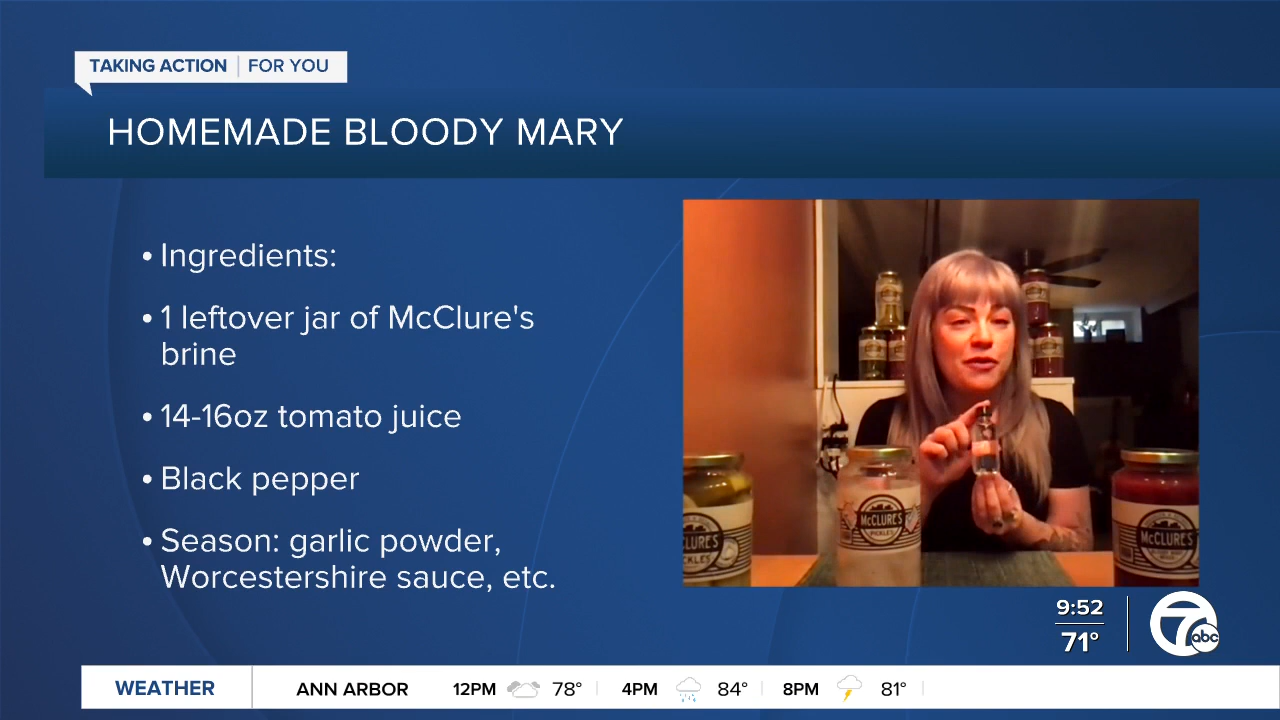 TAKING ACTION | FOR YOU
HOMEMADE BLOODY MARY
• Ingredients:
• 1 leftover jar of McClure's
brine
• 14-16oz tomato juice
• Black pepper
• Season: garlic powder,
Worcestershire sauce, etc.
McCLURE'S
PICKLES
McCLURE'S
9:52
71°
7 abc
WEATHER ANN ARBOR 12PM 78° 4PM 84° 8PM 81°